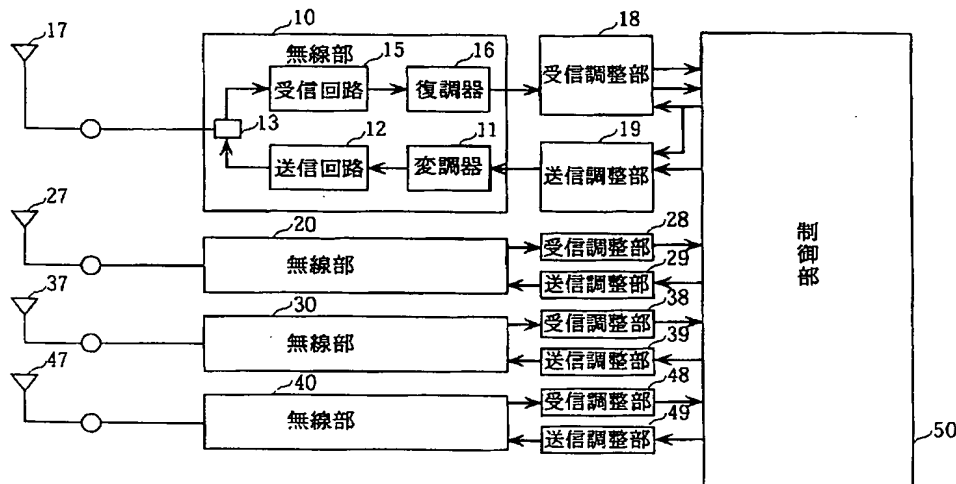 17
10
18
無線部
15
16
受信回路
復調器
受信調整部
13
12
11
19
送信回路
変調器
送信調整部
27
20
28
無線部
受信調整部
29
送信調整部
制御部
37
30
38
無線部
受信調整部
39
送信調整部
47
40
48
無線部
受信調整部
49
送信調整部
50